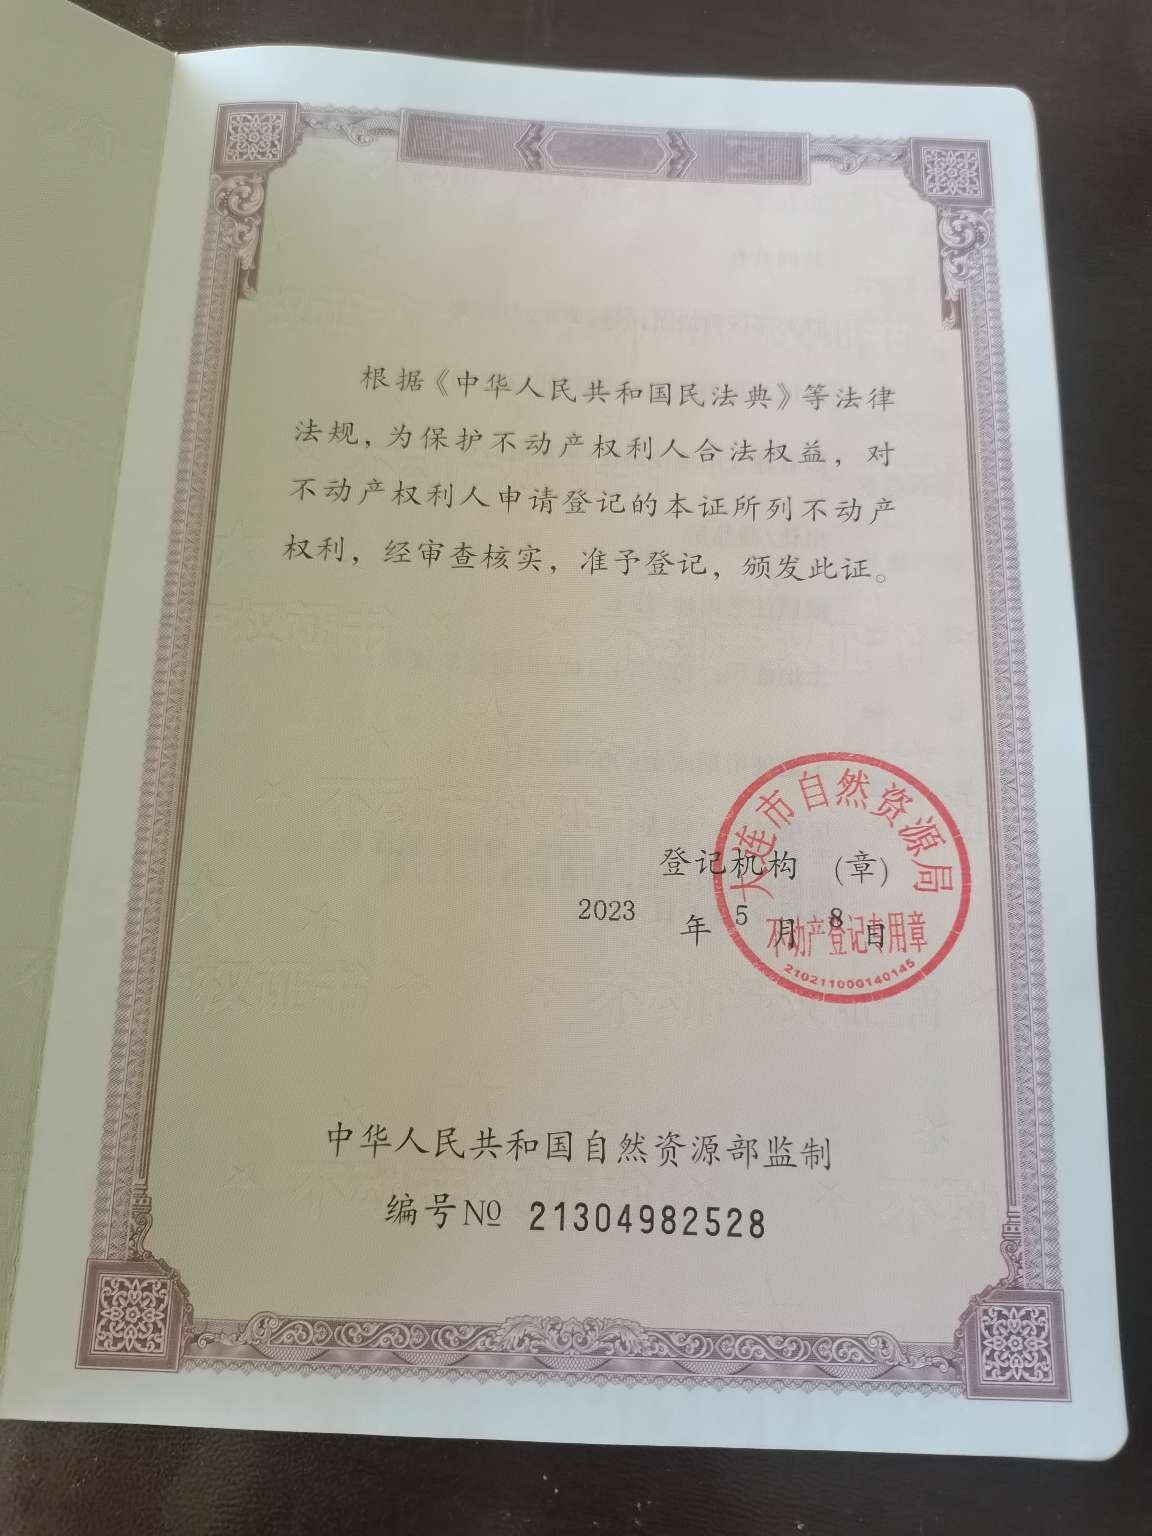 根据《中华人民共和国民法典》等法律
法规，为保护不动产权利人合法权益，对
不动产权利人申请登记的本证所列不动产
权利，经审查核实，准予登记，颁发此证。
大连市自然资源局
登记机构（章）
2023 年 5 月 8 日
不动产登记专用章
2102110000140145
中华人民共和国自然资源部监制
编号№ 21304982528